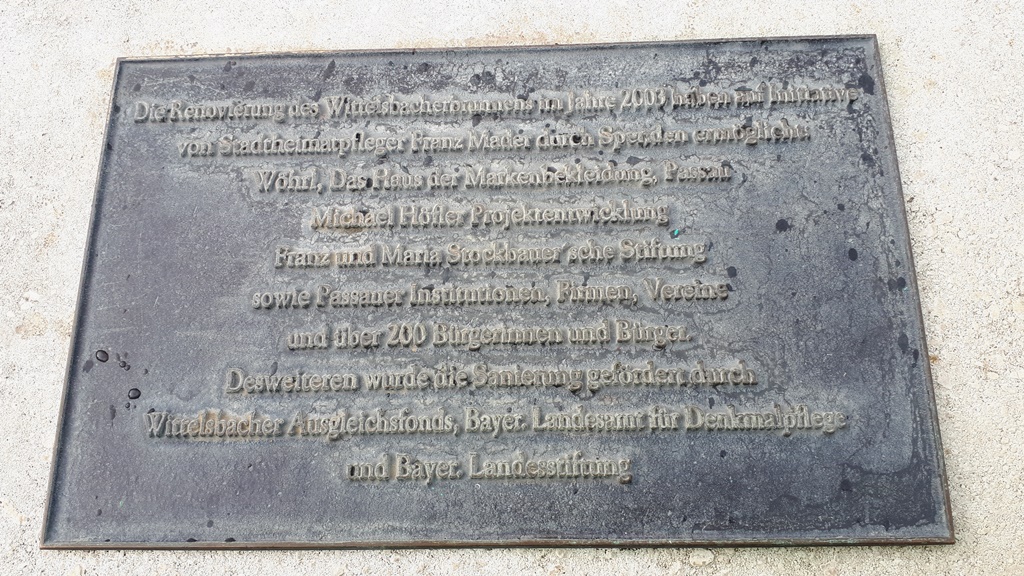 Die Renovierung des Wittelsbacherbrunnens im Jahre 2003 haben auf Initiative
von Stadtheimatpfleger Franz Mader durch Spenden ermöglicht:
Wöhrl, Das Haus der Markenbekleidung, Passau
Michael Höfler Projektentwicklung
Franz und Maria Stockbauer'sche Stiftung
sowie Passauer Institutionen, Firmen, Vereine
und über 200 Bürgerinnen und Bürger.
Desweiteren wurde die Sanierung gefördert durch
Wittelsbacher Ausgleichsfonds, Bayer. Landesamt für Denkmalpflege
und Bayer. Landesstiftung